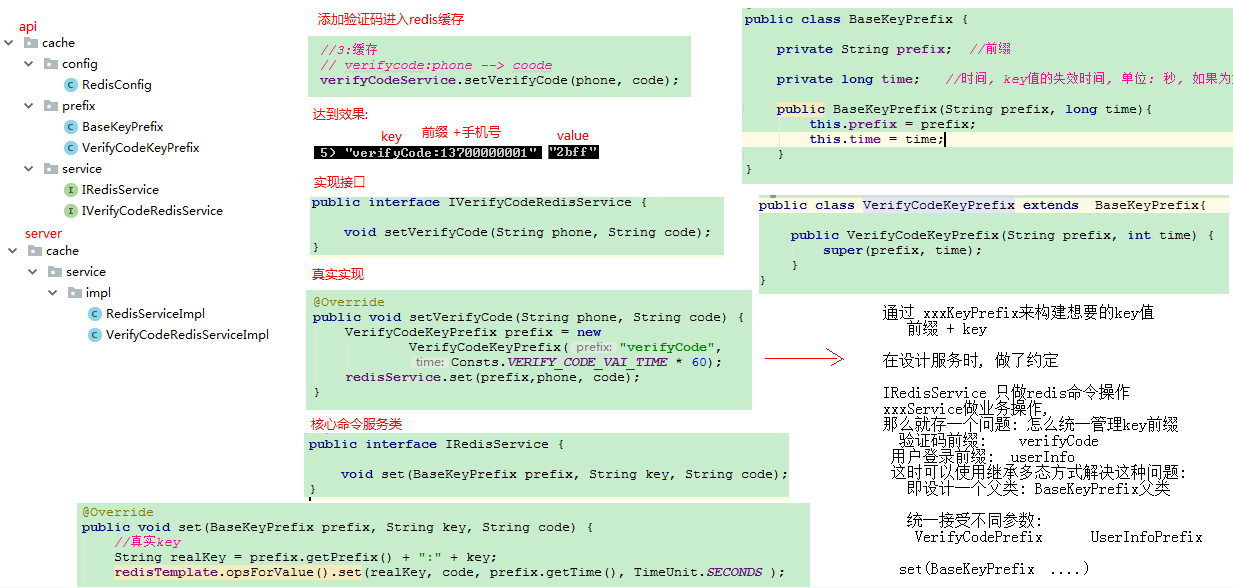 api
cache
config
RedisConfig
prefix
BaseKeyPrefix
VerifyCodeKeyPrefix
service
IRedisService
IVerifyCodeRedisService
server
cache
service
impl
RedisServiceImpl
VerifyCodeRedisServiceImpl
添加验证码进入redis缓存
//3:缓存
// verifycode:phone --> coode
verifyCodeService.setVerifyCode(phone, code);
达到效果:
key 前缀 +手机号 value
5) "verifyCode:13700000001" "2bff"
实现接口
public interface IVerifyCodeRedisService {
void setVerifyCode(String phone, String code);
}
真实实现
@Override
public void setVerifyCode(String phone, String code) {
VerifyCodeKeyPrefix prefix = new
VerifyCodeKeyPrefix( prefix: "verifyCode",
time: Consts.VERIFY_CODE_VAI_TIME * 60);
redisService.set(prefix,phone, code);
}
核心命令服务类
public interface IRedisService {
void set(BaseKeyPrefix prefix, String key, String code);
}
@Override
public void set(BaseKeyPrefix prefix, String key, String code) {
//真实key
String realKey = prefix.getPrefix() + ":" + key;
redisTemplate.opsForValue().set(realKey, code, prefix.getTime(), TimeUnit.SECONDS );
public class BaseKeyPrefix {
private String prefix; //前缀
private long time; //时间, key值的失效时间, 单位: 秒, 如果为
public BaseKeyPrefix(String prefix, long time){
this.prefix = prefix;
this.time = time;
}
}
public class VerifyCodeKeyPrefix extends BaseKeyPrefix{
public VerifyCodeKeyPrefix(String prefix, int time) {
super(prefix, time);
}
}
通过 xxxKeyPrefix来构建想要的key值
前缀 + key
在设计服务时, 做了约定
IRedisService 只做redis命令操作
xxxService做业务操作,
那么就存一个问题: 怎么统一管理key前缀
验证码前缀: verifyCode
用户登录前缀: userInfo
这时可以使用继承多态方式解决这种问题:
即设计一个父类: BaseKeyPrefix父类
统一接受不同参数:
VerifyCodePrefix UserInfoPrefix
set(BaseKeyPrefix ....)